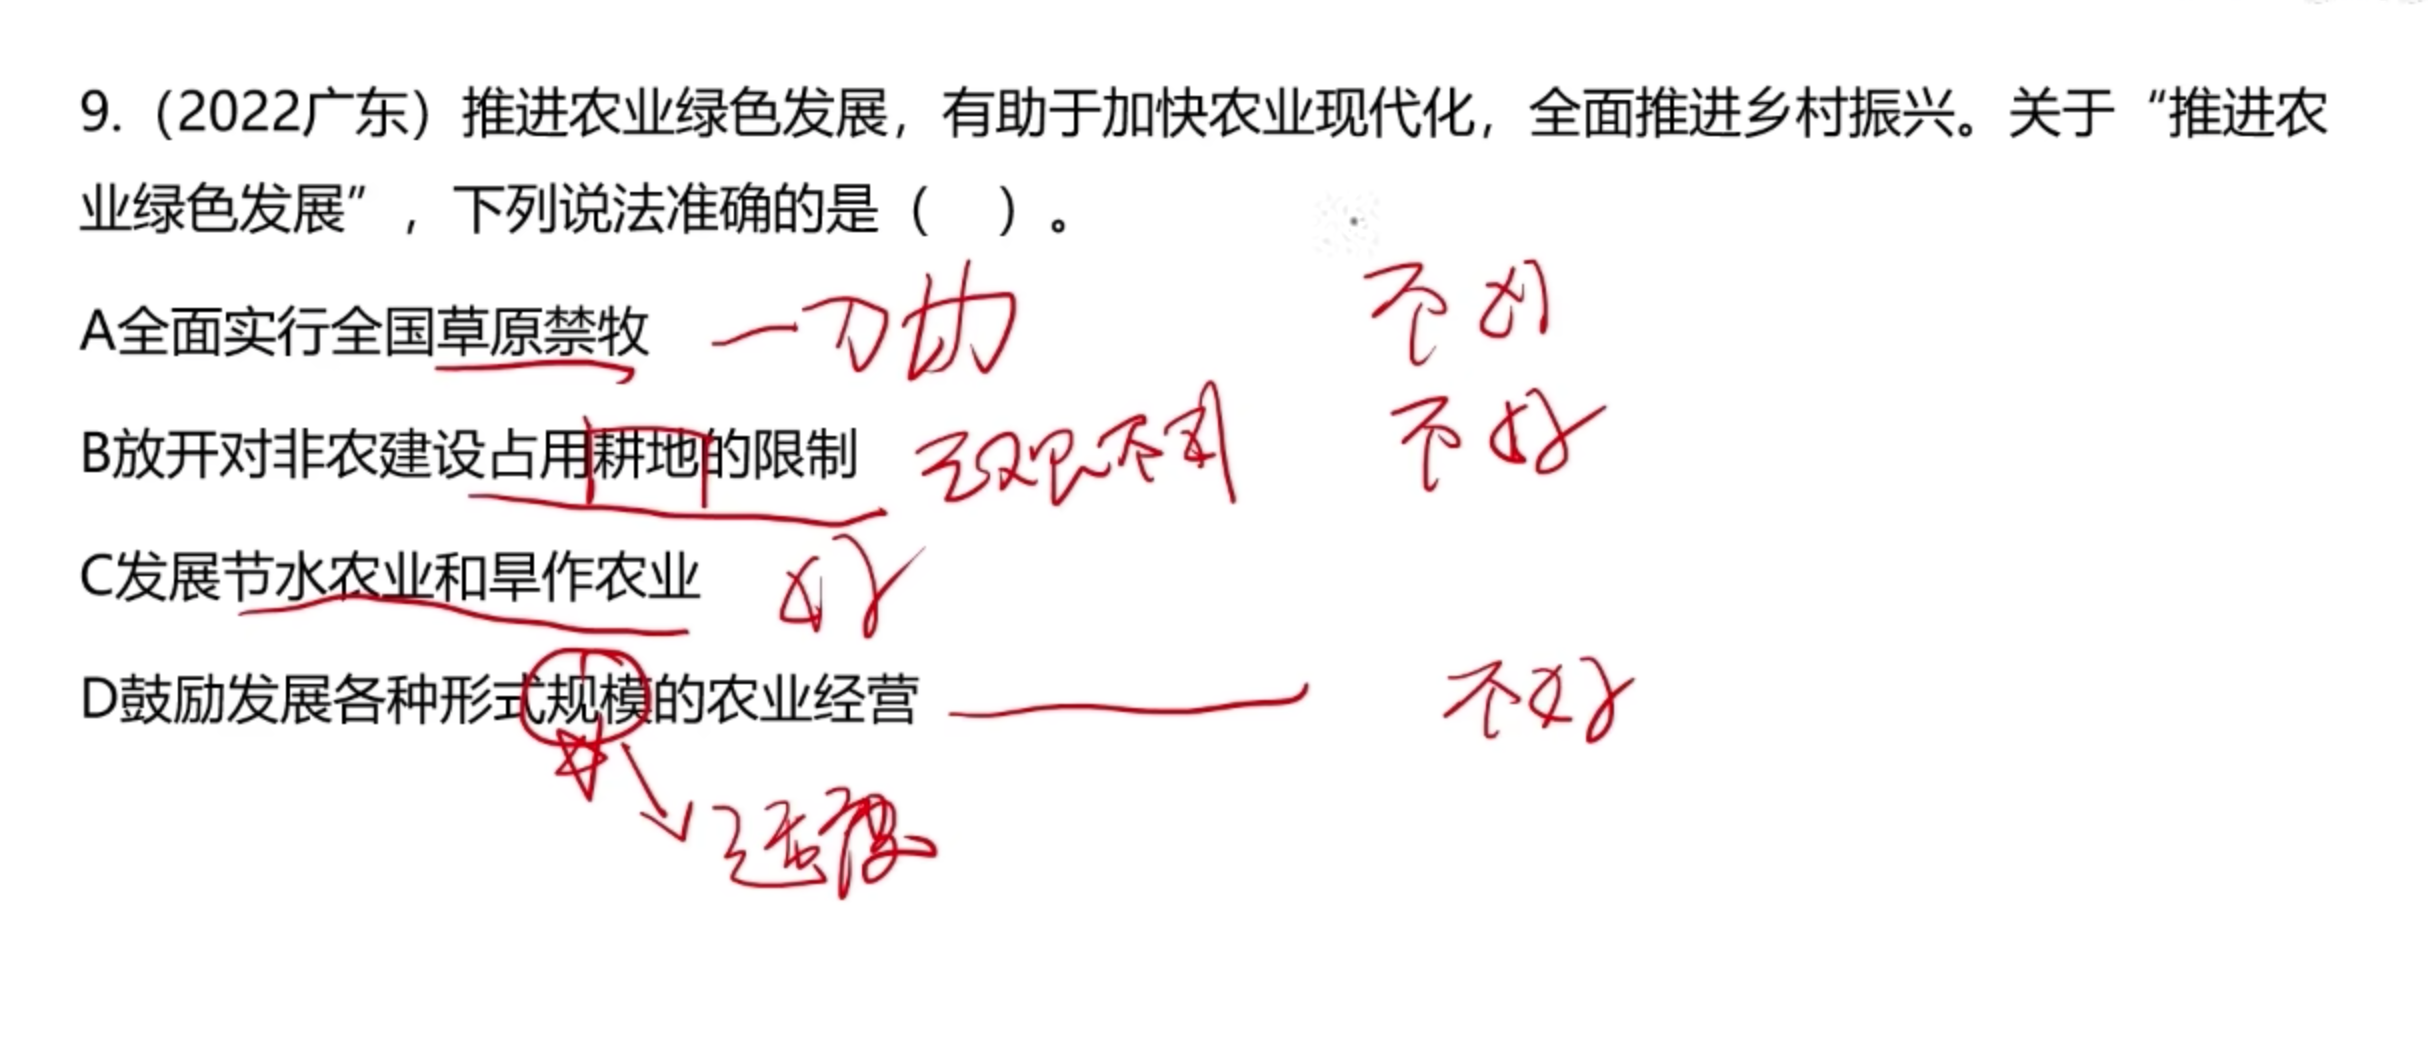 9.（2022广东）推进农业绿色发展，有助于加快农业现代化，全面推进乡村振兴。关于“推进农
业绿色发展”，下列说法准确的是（ ）。
A全面实行全国草原禁牧 一刀切 不好
B放开对非农建设占用耕地的限制 不好
C发展节水农业和旱作农业 好
D鼓励发展各种形式规模的农业经营 不好
适度